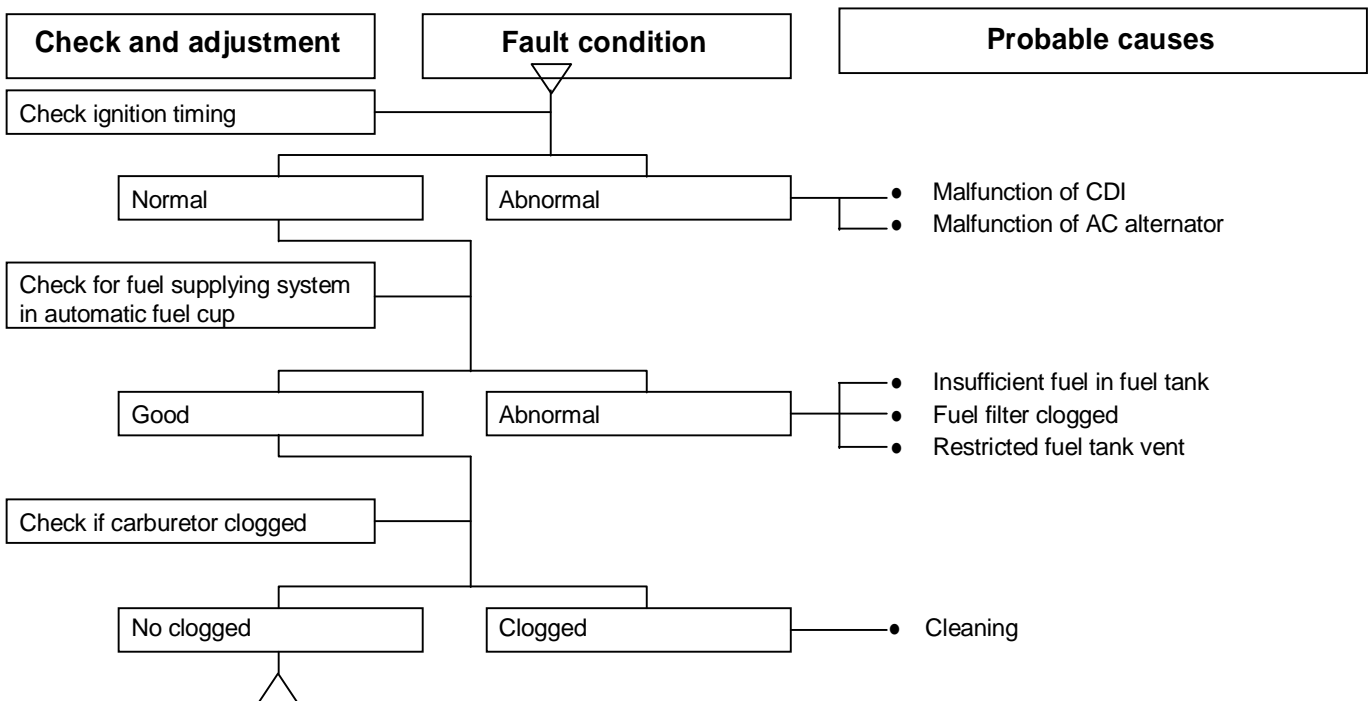 Check and adjustment
Fault condition
Probable causes
Check ignition timing
Normal
Abnormal
Malfunction of CDI
Malfunction of AC alternator
Check for fuel supplying system
in automatic fuel cup
Good
Abnormal
Insufficient fuel in fuel tank
Fuel filter clogged
Restricted fuel tank vent
Check if carburetor clogged
No clogged
Clogged
Cleaning